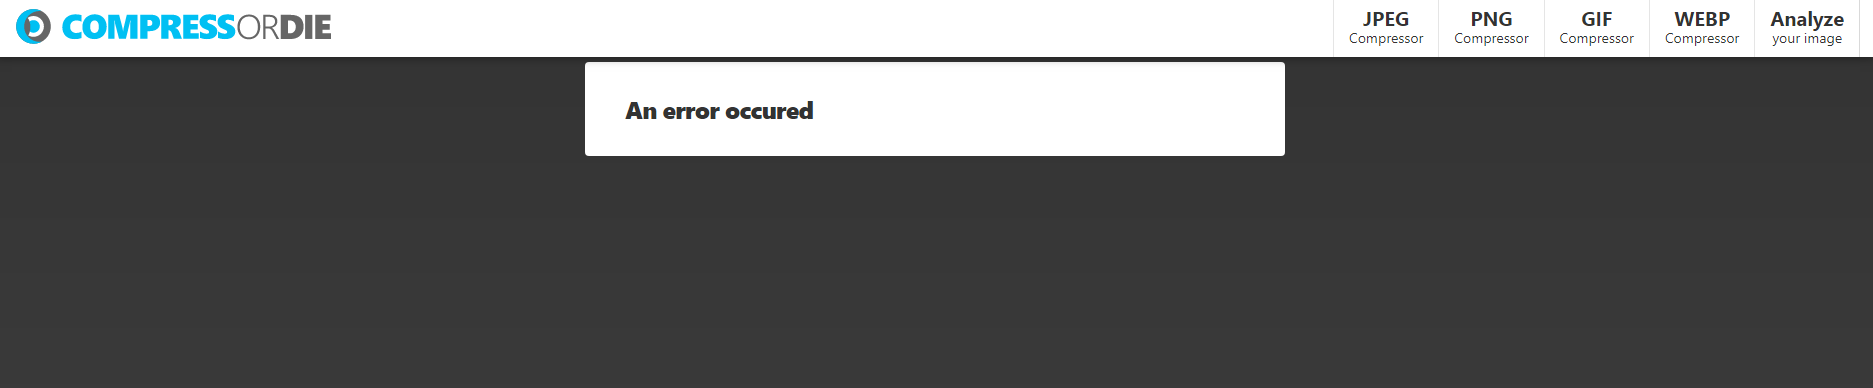 COMPRESSORDIE
JPEG
Compressor
PNG
Compressor
GIF
Compressor
WEBP
Compressor
Analyze
your image
An error occured